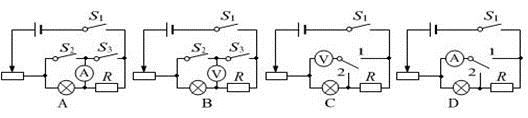 S₁ S₁ S₁ S₁
S₂ S₃ S₂ S₃ V 1 A 1
A V 2 2
R R R R
A B C D